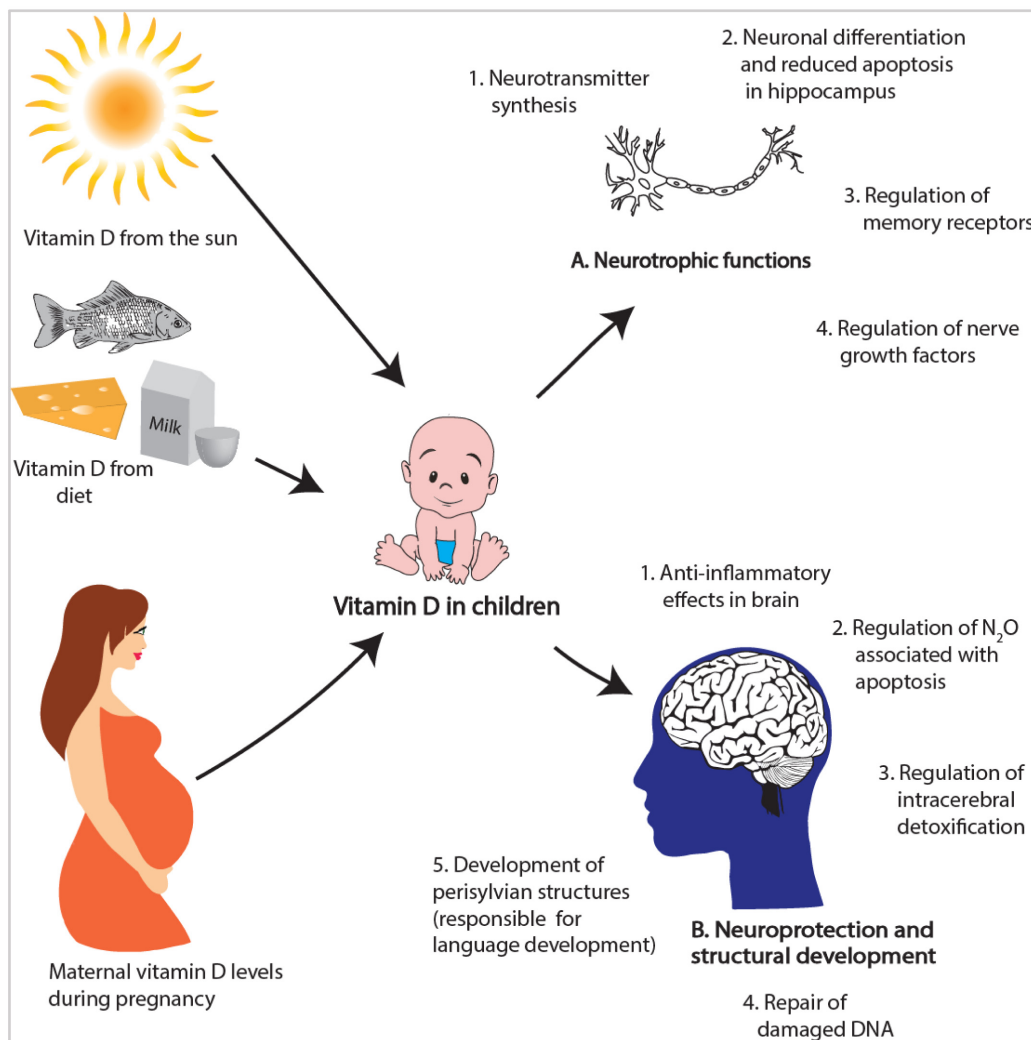 Vitamin D from the sun
Milk
Vitamin D from
diet
Maternal vitamin D levels
during pregnancy
Vitamin D in children
1. Neurotransmitter
synthesis
2. Neuronal differentiation
and reduced apoptosis
in hippocampus
3. Regulation of
memory receptors
A. Neurotrophic functions
4. Regulation of nerve
growth factors
1. Anti-inflammatory
effects in brain
2. Regulation of N₂O
associated with
apoptosis
3. Regulation of
intracerebral
detoxification
5. Development of
perisylvian structures
(responsible for
language development)
B. Neuroprotection and
structural development
4. Repair of
damaged DNA